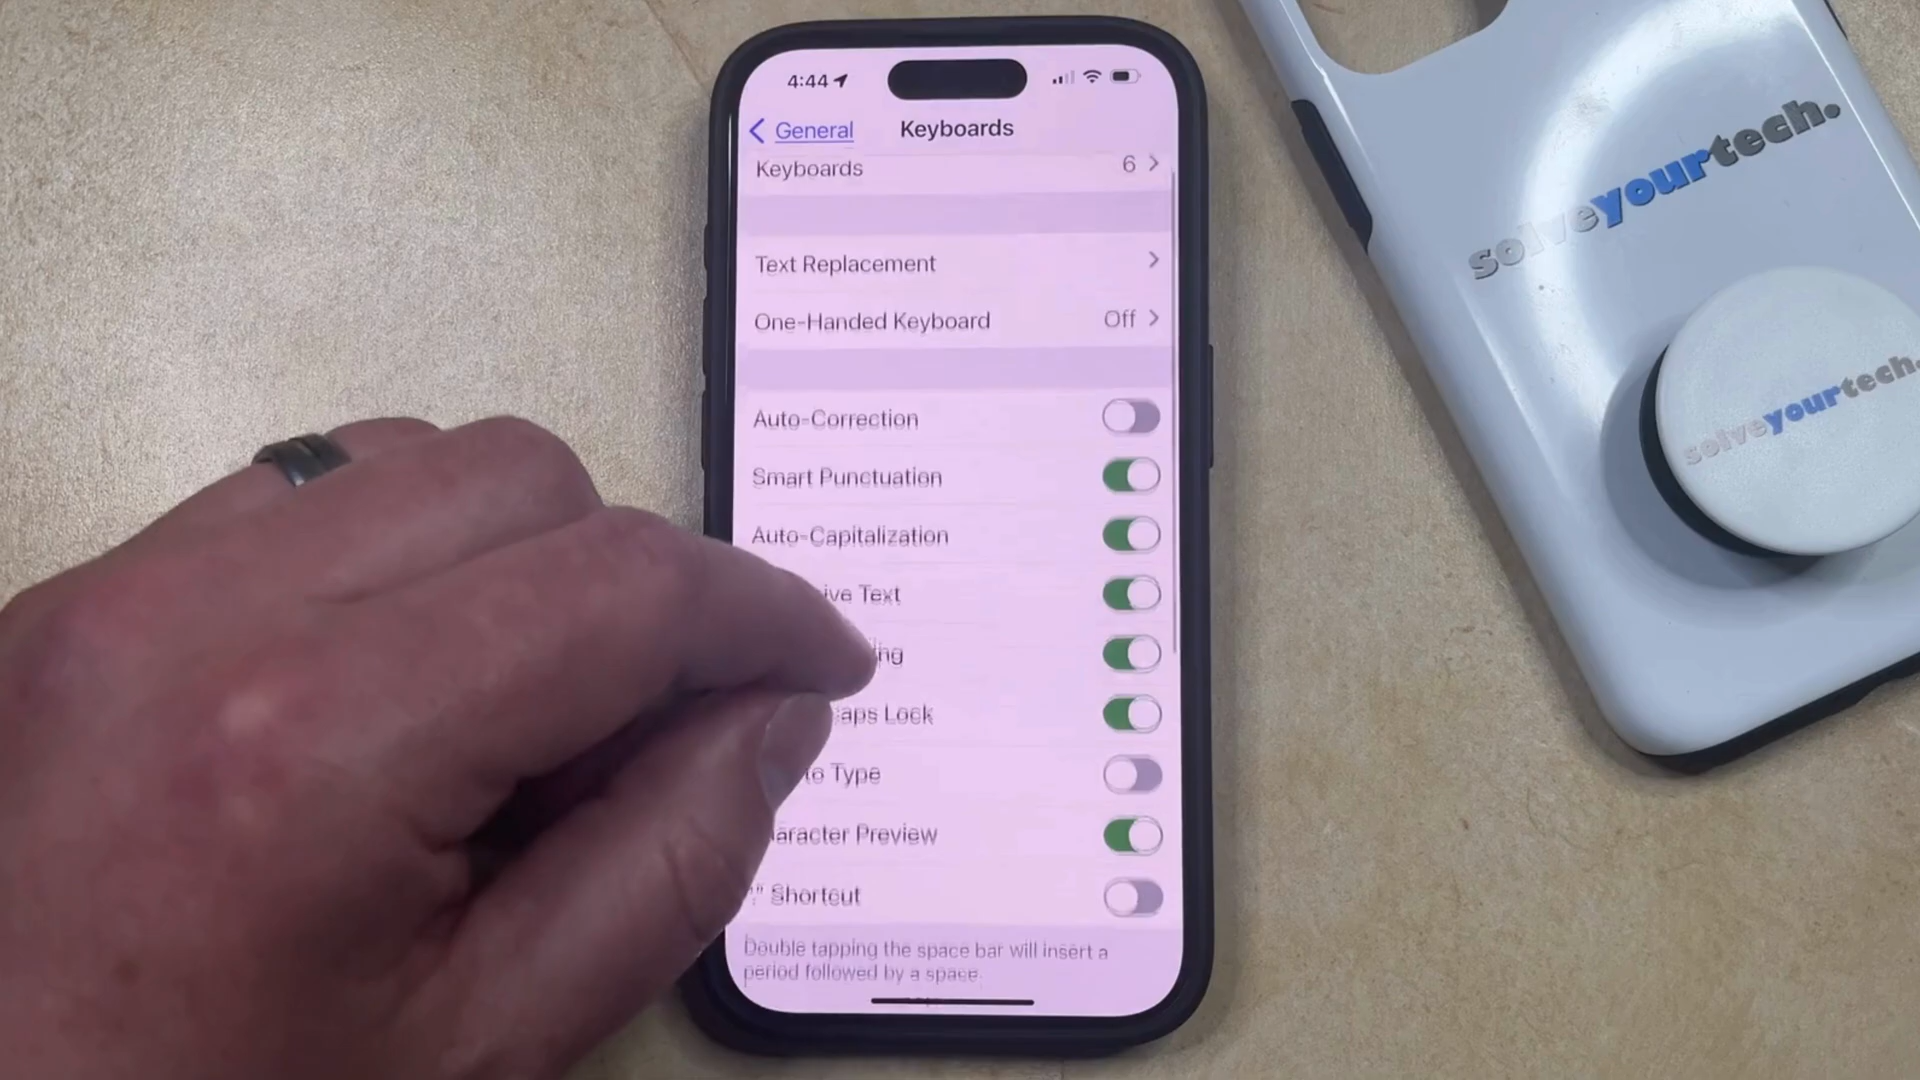 4:44
General
Keyboards
Keyboards
6
Text Replacement
One-Handed Keyboard
Off
Auto-Correction
Smart Punctuation
Auto-Capitalization
ive Text
ing
aps Lock
to Type
aracter Preview
" Shortcut
Double tapping the space bar will insert a
period followed by a space.
solveyourtech.
solveyourtech.